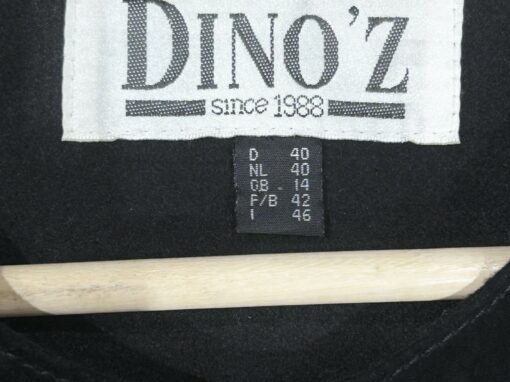 DINO'Z
since 1988
D 40
NL 40
GB - 14
F/B 42
I 46